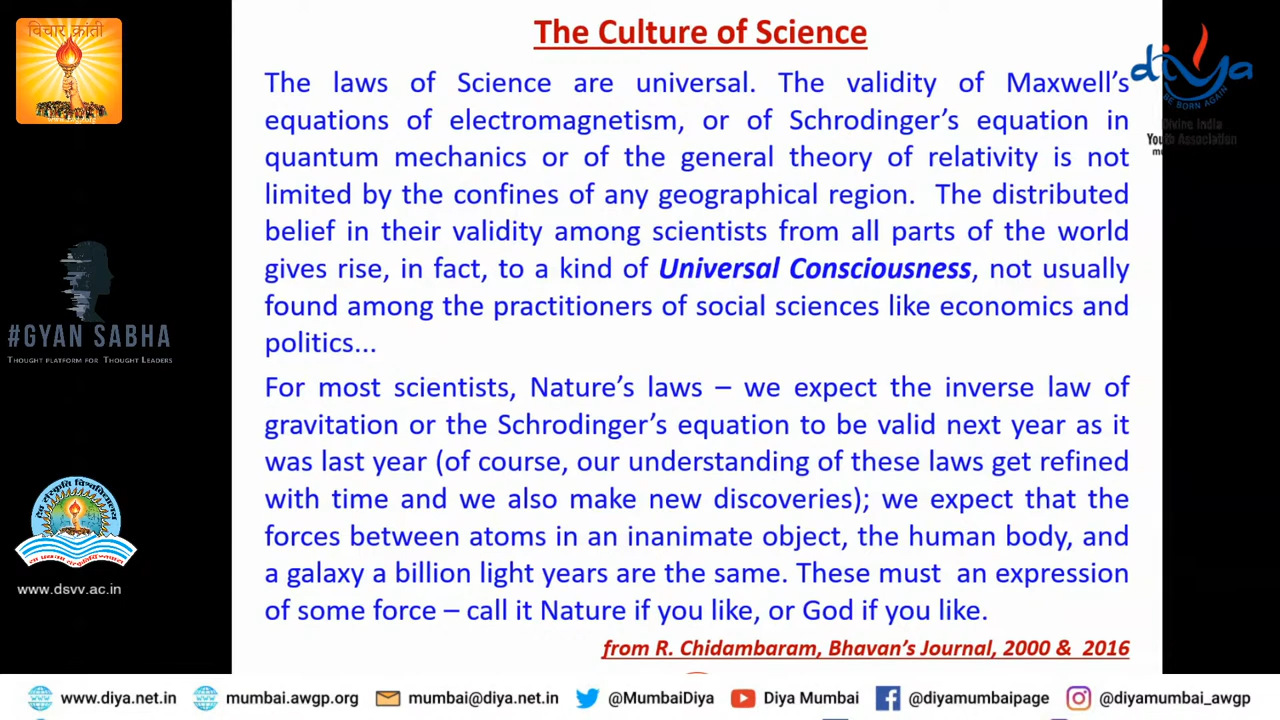 विचार क्रांती
The Culture of Science
diya
BE BORN AGAIN
Divine India
Youth Association
The laws of Science are universal. The validity of Maxwell's
equations of electromagnetism, or of Schrodinger's equation in
quantum mechanics or of the general theory of relativity is not
limited by the confines of any geographical region. The distributed
belief in their validity among scientists from all parts of the world
gives rise, in fact, to a kind of Universal Consciousness, not usually
found among the practitioners of social sciences like economics and
politics...
#GYAN SABHA
THOUGHT PLATFORM FOR THOUGHT LEADERS
For most scientists, Nature's laws – we expect the inverse law of
gravitation or the Schrodinger's equation to be valid next year as it
was last year (of course, our understanding of these laws get refined
with time and we also make new discoveries); we expect that the
forces between atoms in an inanimate object, the human body, and
a galaxy a billion light years are the same. These must an expression
of some force – call it Nature if you like, or God if you like.
देव संस्कृति विश्वविद्यालय
www.dsvv.ac.in
from R. Chidambaram, Bhavan's Journal, 2000 & 2016
www.diya.net.in
mumbai.awgp.org
mumbai@diya.net.in
@MumbaiDiya
Diya Mumbai
@diyamumbaipage
@diyamumbai_awgp